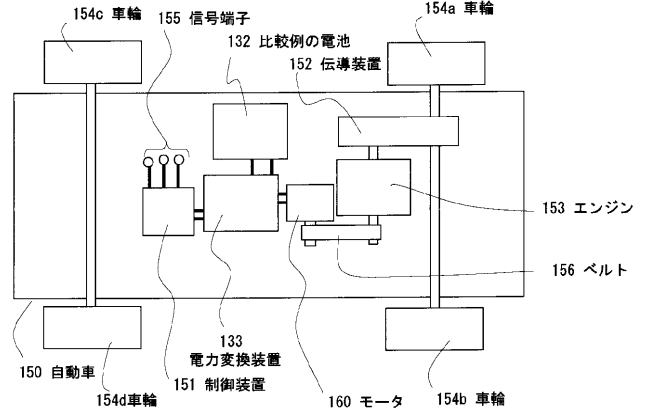 154c 車輪
155 信号端子
154a 車輪
132 比較例の電池
152 伝導装置
153 エンジン
156 ベルト
133
電力変換装置
150 自動車
151 制御装置
154d車輪
160 モータ
154b 車輪